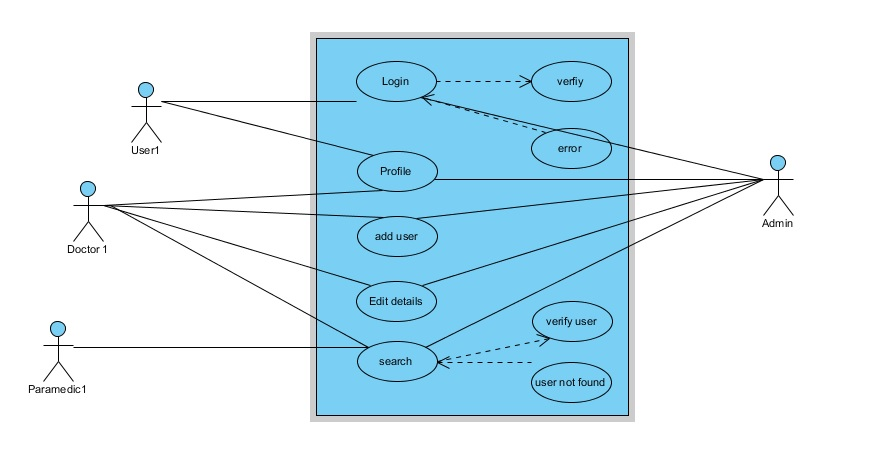 Login
verfiy
User1
error
Profile
Admin
Doctor 1
add user
Edit details
verify user
search
user not found
Paramedic1